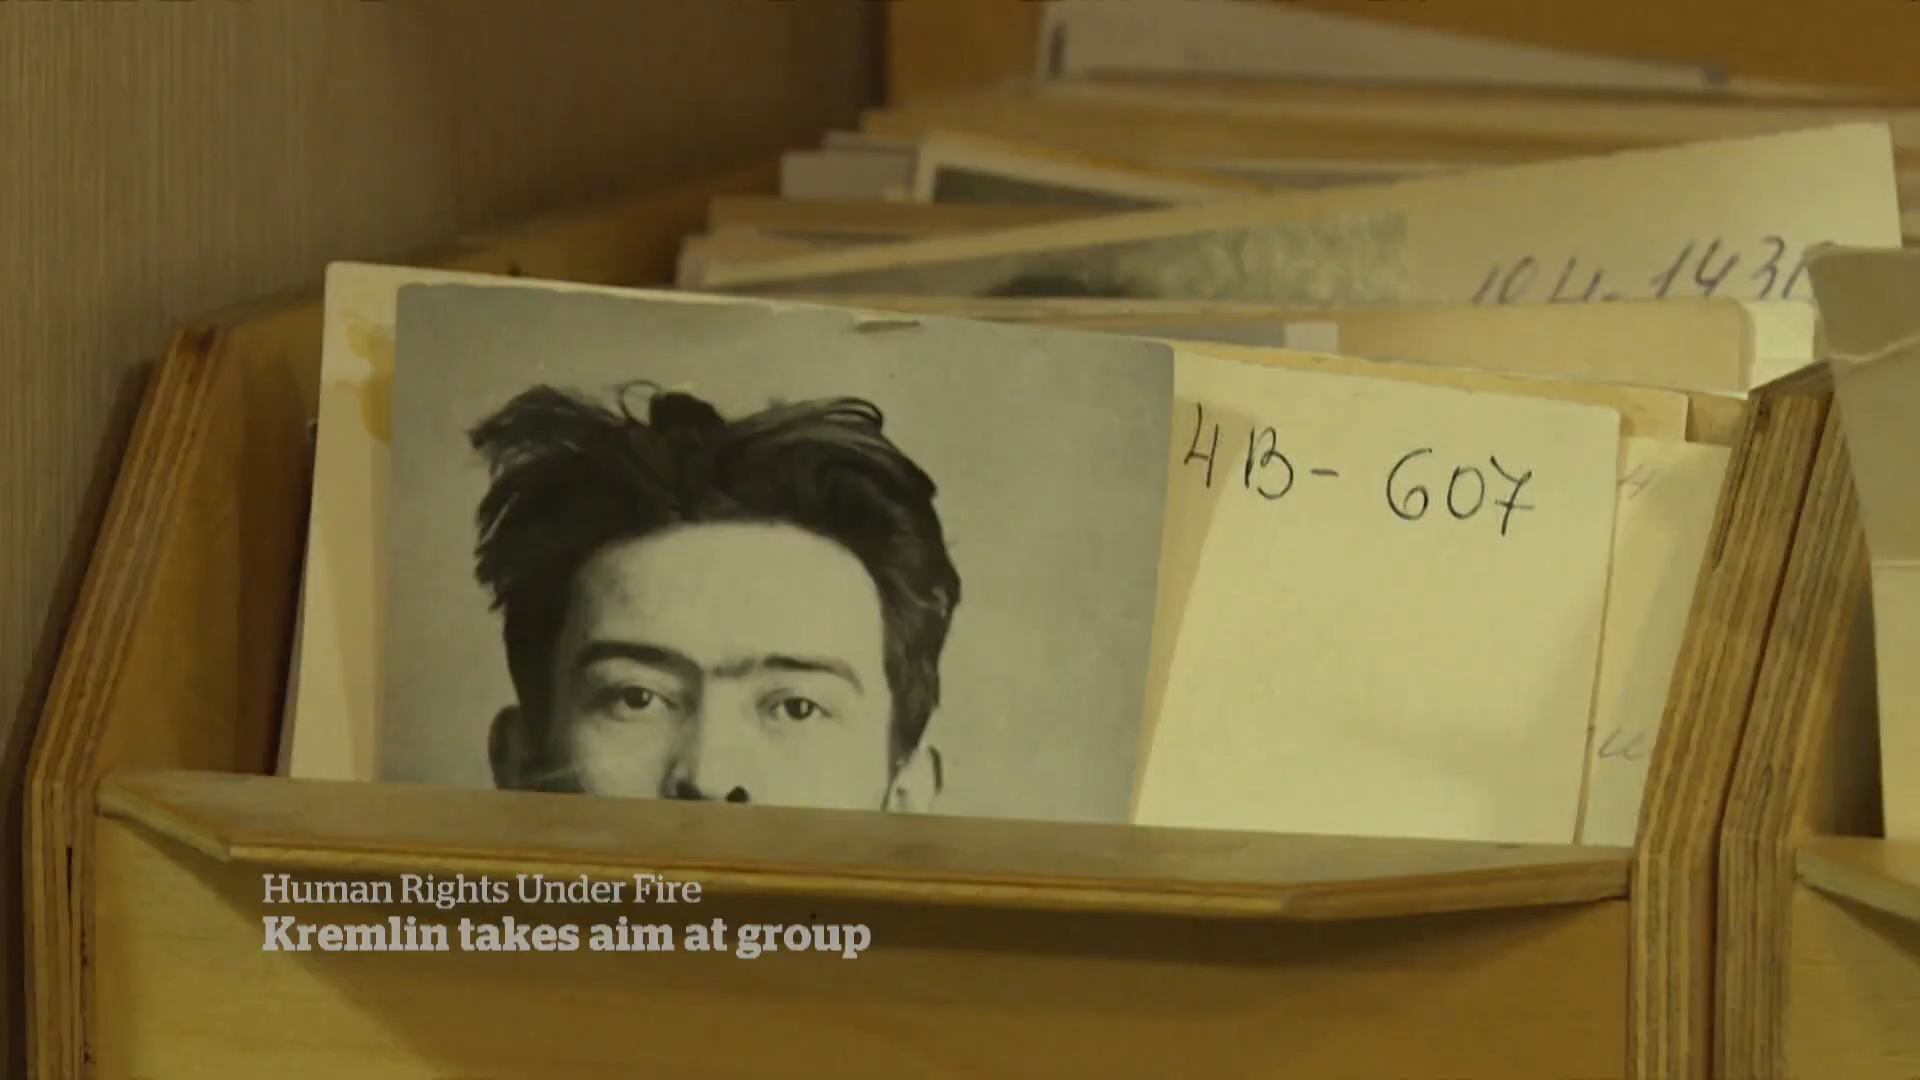 4B - 607
Human Rights Under Fire
Kremlin takes aim at group